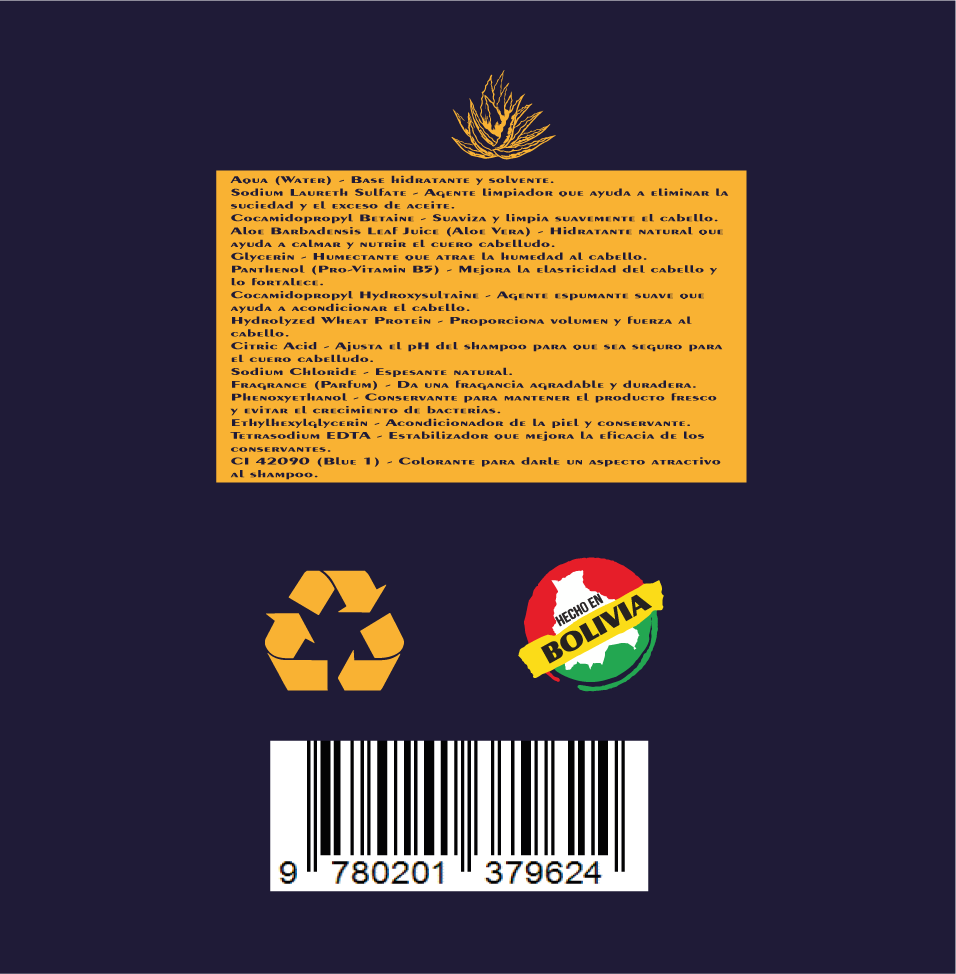 Aqua (Water) - Base hidratante y solvente.
Sodium Laureth Sulfate - Agente limpiador que ayuda a eliminar la
suciedad y el exceso de aceite.
Cocamidopropyl Betaine - Suaviza y limpia suavemente el cabello.
Aloe Barbadensis Leaf Juice (Aloe Vera) - Hidratante natural que
ayuda a calmar y nutrir el cuero cabelludo.
Glycerin - Humectante que atrae la humedad al cabello.
Panthenol (Pro-Vitamin B5) - Mejora la elasticidad del cabello y
lo fortalece.
Cocamidopropyl Hydroxysultaine - Agente espumante suave que
ayuda a acondicionar el cabello.
Hydrolyzed Wheat Protein - Proporciona volumen y fuerza al
cabello.
Citric Acid - Ajusta el pH del shampoo para que sea seguro para
el cuero cabelludo.
Sodium Chloride - Espesante natural.
Fragrance (Parfum) - Da una fragancia agradable y duradera.
Phenoxyethanol - Conservante para mantener el producto fresco
y evitar el crecimiento de bacterias.
Ethylhexylglycerin - Acondicionador de la piel y conservante.
Tetrasodium EDTA - Estabilizador que mejora la eficacia de los
conservantes.
CI 42090 (Blue 1) - Colorante para darle un aspecto atractivo
al shampoo.
HECHO EN
BOLIVIA
9 780201 379624